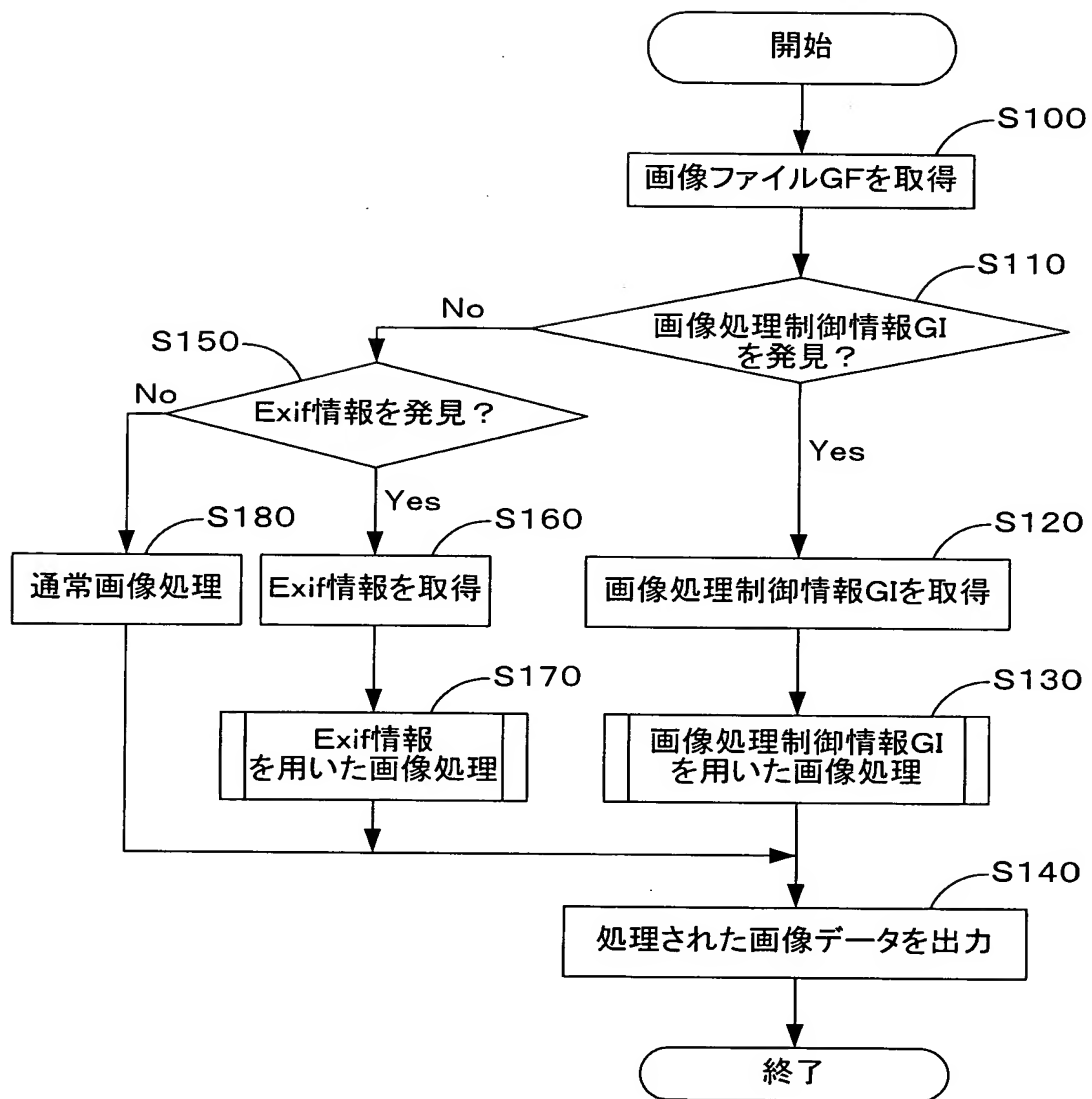 開始
S100
画像ファイルGFを取得
S110
画像処理制御情報GI
を発見？
No
S150
Exif情報を発見？
No
Yes
Yes
S180
通常画像処理
S160
Exif情報を取得
S120
画像処理制御情報GIを取得
S170
Exif情報
を用いた画像処理
S130
画像処理制御情報GI
を用いた画像処理
S140
処理された画像データを出力
終了